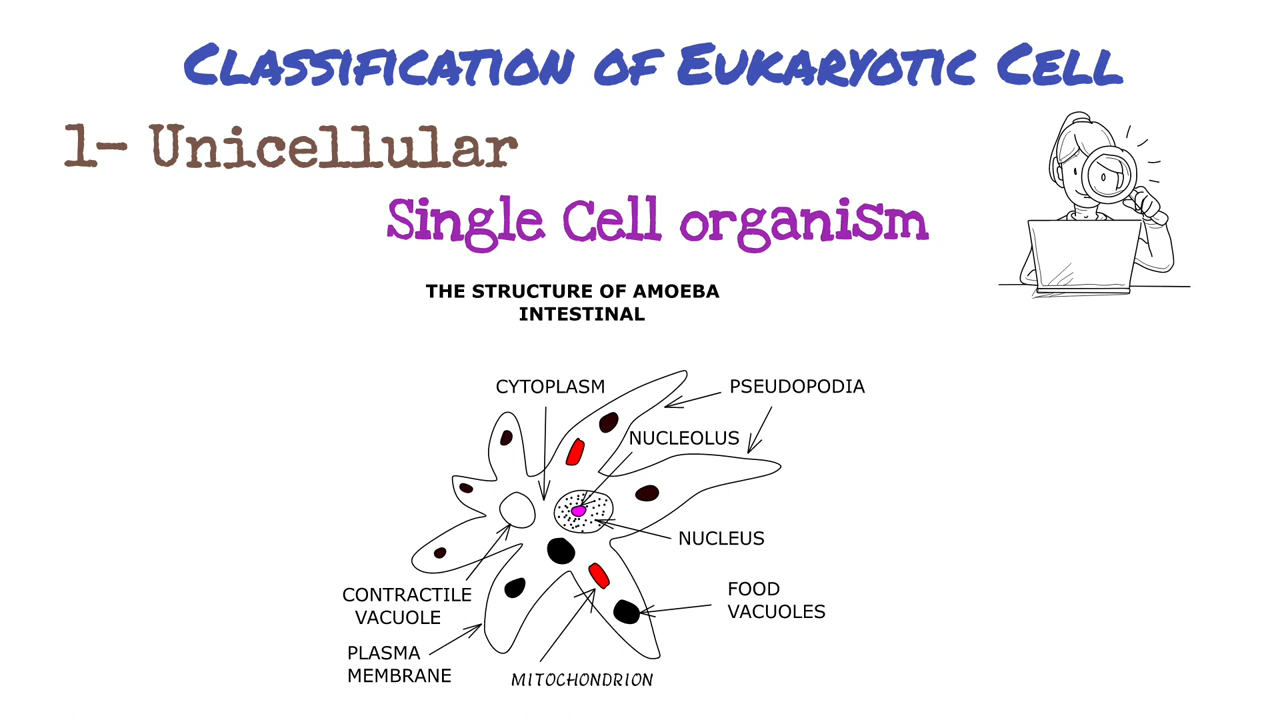 Classification of Eukaryotic Cell
1- Unicellular
Single Cell organism
THE STRUCTURE OF AMOEBA
INTESTINAL
CYTOPLASM
PSEUDOPODIA
NUCLEOLUS
NUCLEUS
CONTRACTILE
VACUOLE
FOOD
VACUOLES
PLASMA
MEMBRANE
MITOCHONDRION